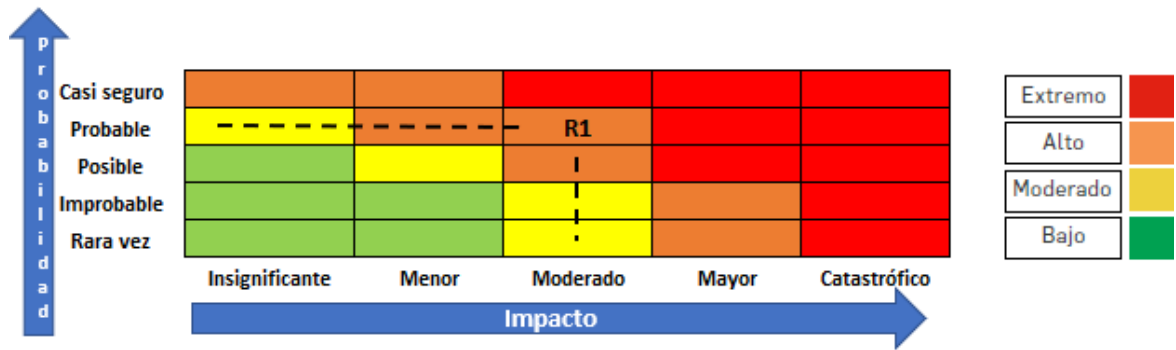 Probabilidad
Casi seguro
Probable
R1
Posible
Improbable
Rara vez
Insignificante Menor Moderado Mayor Catastrófico
Impacto
Extremo
Alto
Moderado
Bajo